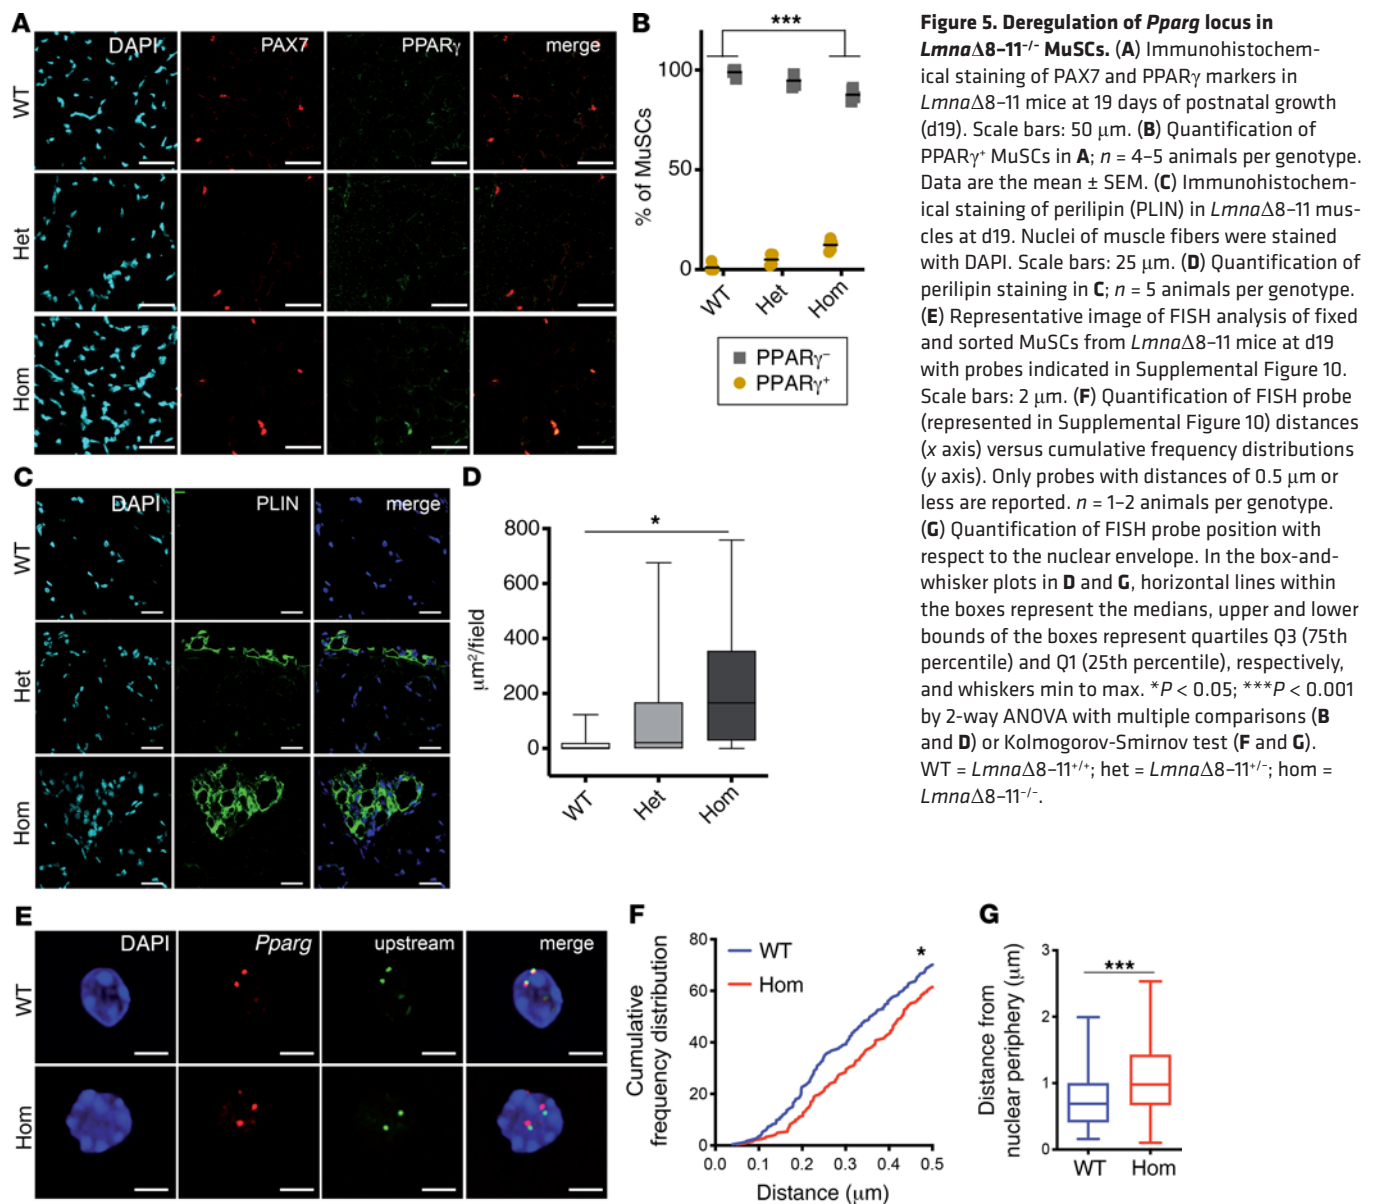 A
DAPI
PAX7
PPARγ
merge
WT
Het
Hom
B
***
% of MuSCs
100
50
0
WT
Het
Hom
PPARγ⁻
PPARγ⁺
C
DAPI
PLIN
merge
WT
Het
Hom
D
*
µm²/field
800
600
400
200
0
WT
Het
Hom
Figure 5. Deregulation of Pparg locus in
LmnaΔ8–11⁻/⁻ MuSCs. (A) Immunohistochem-
ical staining of PAX7 and PPARγ markers in
LmnaΔ8–11 mice at 19 days of postnatal growth
(d19). Scale bars: 50 μm. (B) Quantification of
PPARγ⁺ MuSCs in A; n = 4–5 animals per genotype.
Data are the mean ± SEM. (C) Immunohistochem-
ical staining of perilipin (PLIN) in LmnaΔ8–11 mus-
cles at d19. Nuclei of muscle fibers were stained
with DAPI. Scale bars: 25 μm. (D) Quantification of
perilipin staining in C; n = 5 animals per genotype.
(E) Representative image of FISH analysis of fixed
and sorted MuSCs from LmnaΔ8–11 mice at d19
with probes indicated in Supplemental Figure 10.
Scale bars: 2 μm. (F) Quantification of FISH probe
(represented in Supplemental Figure 10) distances
(x axis) versus cumulative frequency distributions
(y axis). Only probes with distances of 0.5 μm or
less are reported. n = 1–2 animals per genotype.
(G) Quantification of FISH probe position with
respect to the nuclear envelope. In the box-and-
whisker plots in D and G, horizontal lines within
the boxes represent the medians, upper and lower
bounds of the boxes represent quartiles Q3 (75th
percentile) and Q1 (25th percentile), respectively,
and whiskers min to max. *P < 0.05; ***P < 0.001
by 2-way ANOVA with multiple comparisons (B
and D) or Kolmogorov-Smirnov test (F and G).
WT = LmnaΔ8–11⁺/⁺; het = LmnaΔ8–11⁺/⁻; hom =
LmnaΔ8–11⁻/⁻.
E
DAPI
Pparg
upstream
merge
WT
Hom
F
Cumulative
frequency distribution
80
60
40
20
0
WT
Hom
*
0.0 0.1 0.2 0.3 0.4 0.5
Distance (μm)
G
Distance from
nuclear periphery (μm)
3
2
1
0
***
WT
Hom